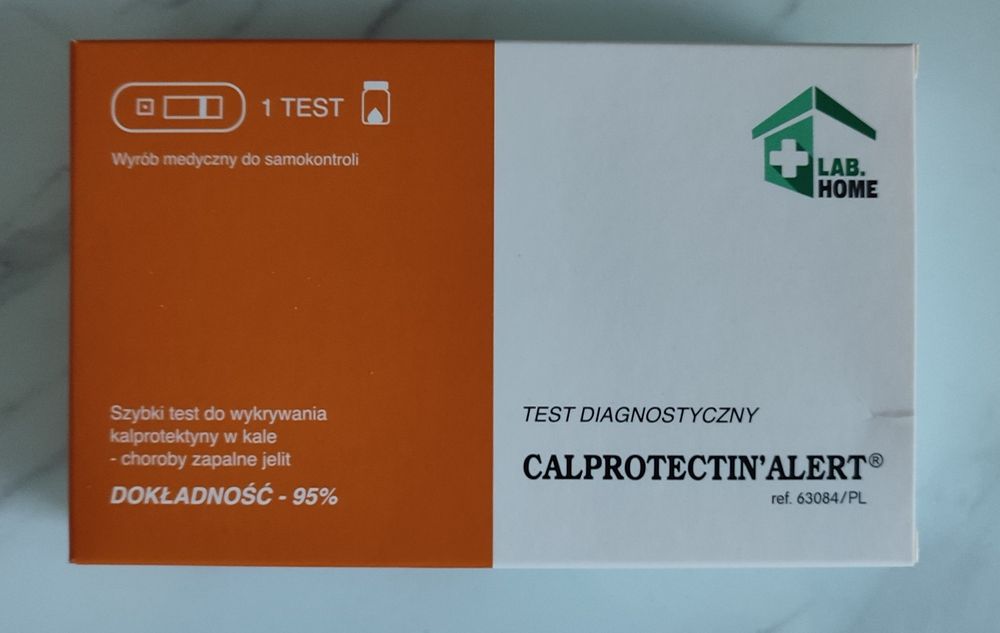 1 TEST
Wyrób medyczny do samokontroli
LAB.
HOME
Szybki test do wykrywania
kalprotektyny w kale
- choroby zapalne jelit
DOKŁADNOŚĆ - 95%
TEST DIAGNOSTYCZNY
CALPROTECTIN'ALERT®
ref. 63084/PL